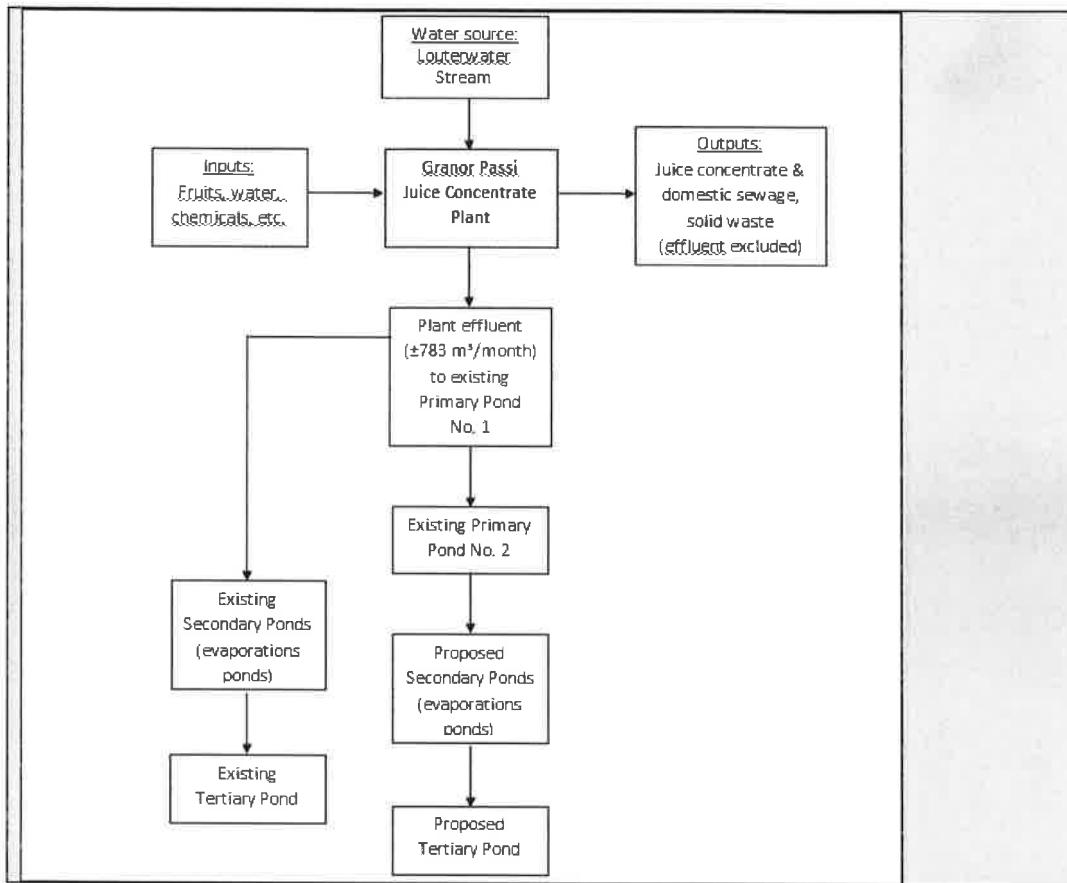 Water source:
Louterwater
Stream
Inputs:
Fruits, water,
chemicals, etc.
Granor Passi
Juice Concentrate
Plant
Outputs:
Juice concentrate &
domestic sewage,
solid waste
(effluent excluded)
Plant effluent
(±783 m³/month)
to existing
Primary Pond
No. 1
Existing Primary
Pond No. 2
Existing
Secondary Ponds
(evaporations
ponds)
Proposed
Secondary Ponds
(evaporations
ponds)
Existing
Tertiary Pond
Proposed
Tertiary Pond